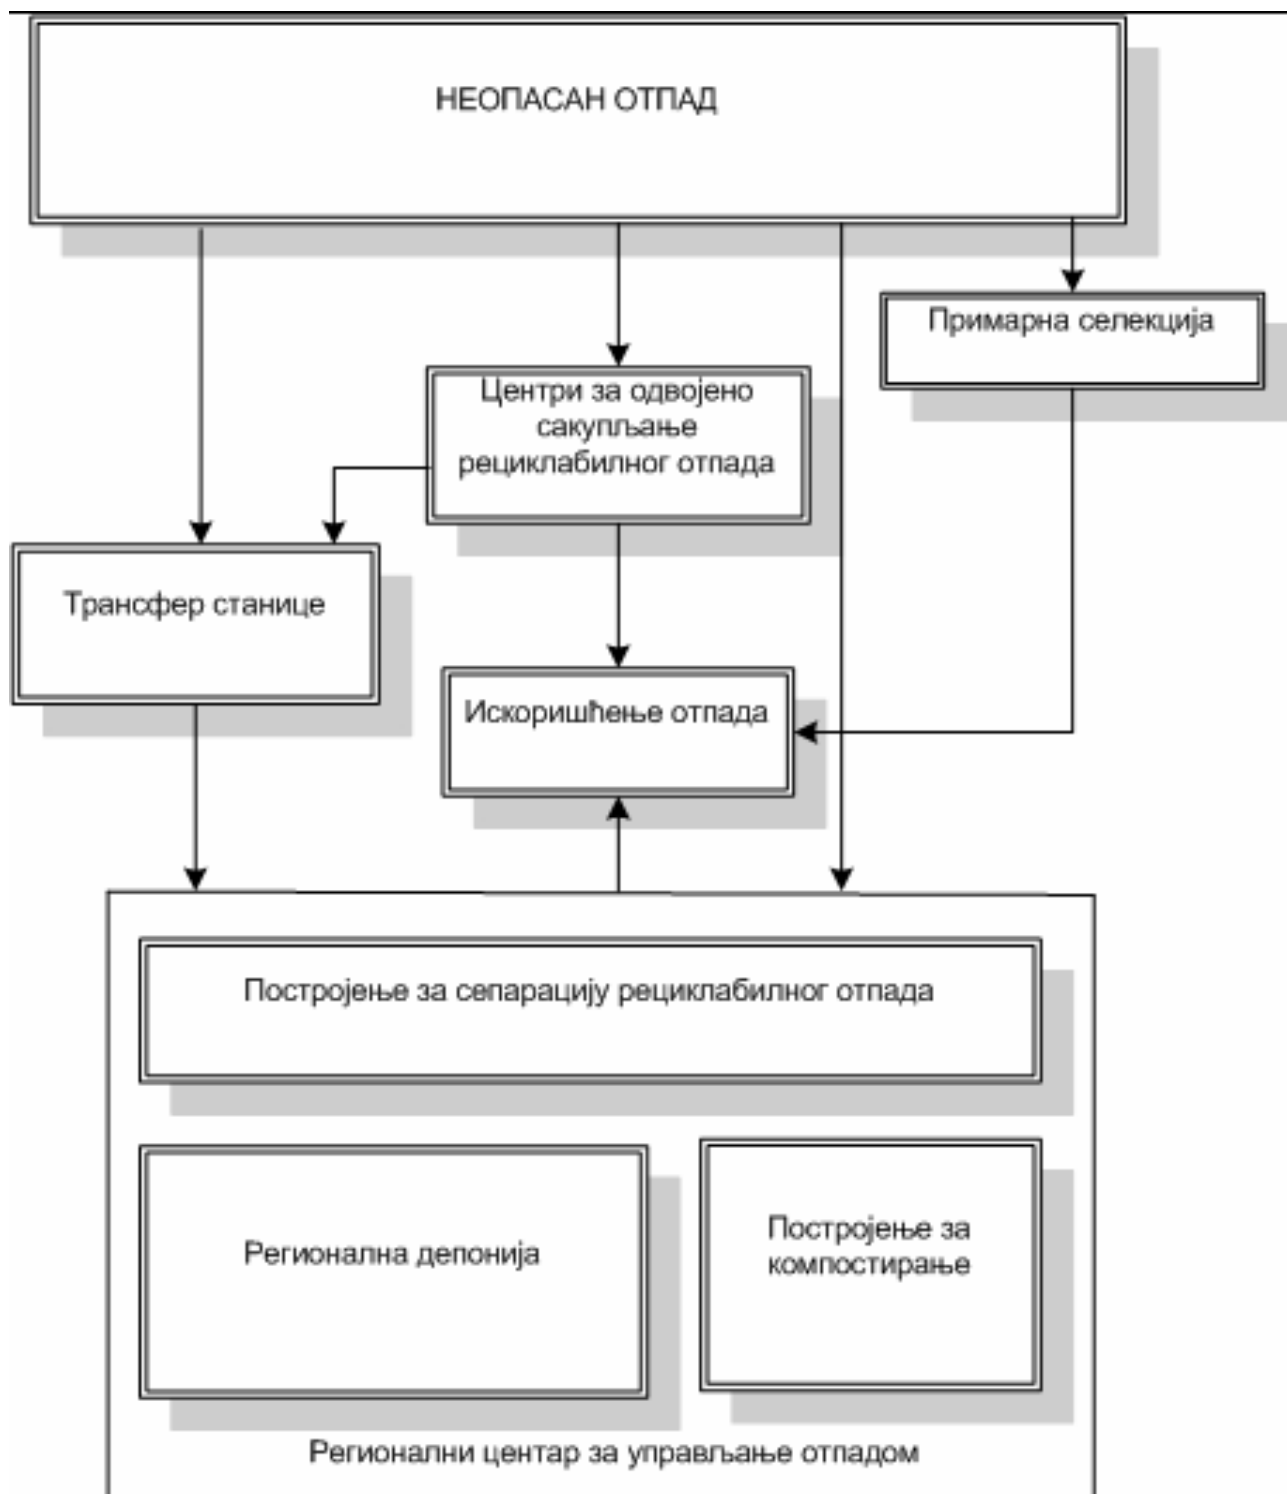 НЕОПАСАН ОТПАД
Примарна селекција
Центри за одвојено
сакупљање
рециклабилног отпада
Трансфер станице
Искоришћење отпада
Постројење за сепарацију рециклабилног отпада
Регионална депонија
Постројење за
компостирање
Регионални центар за управљање отпадом